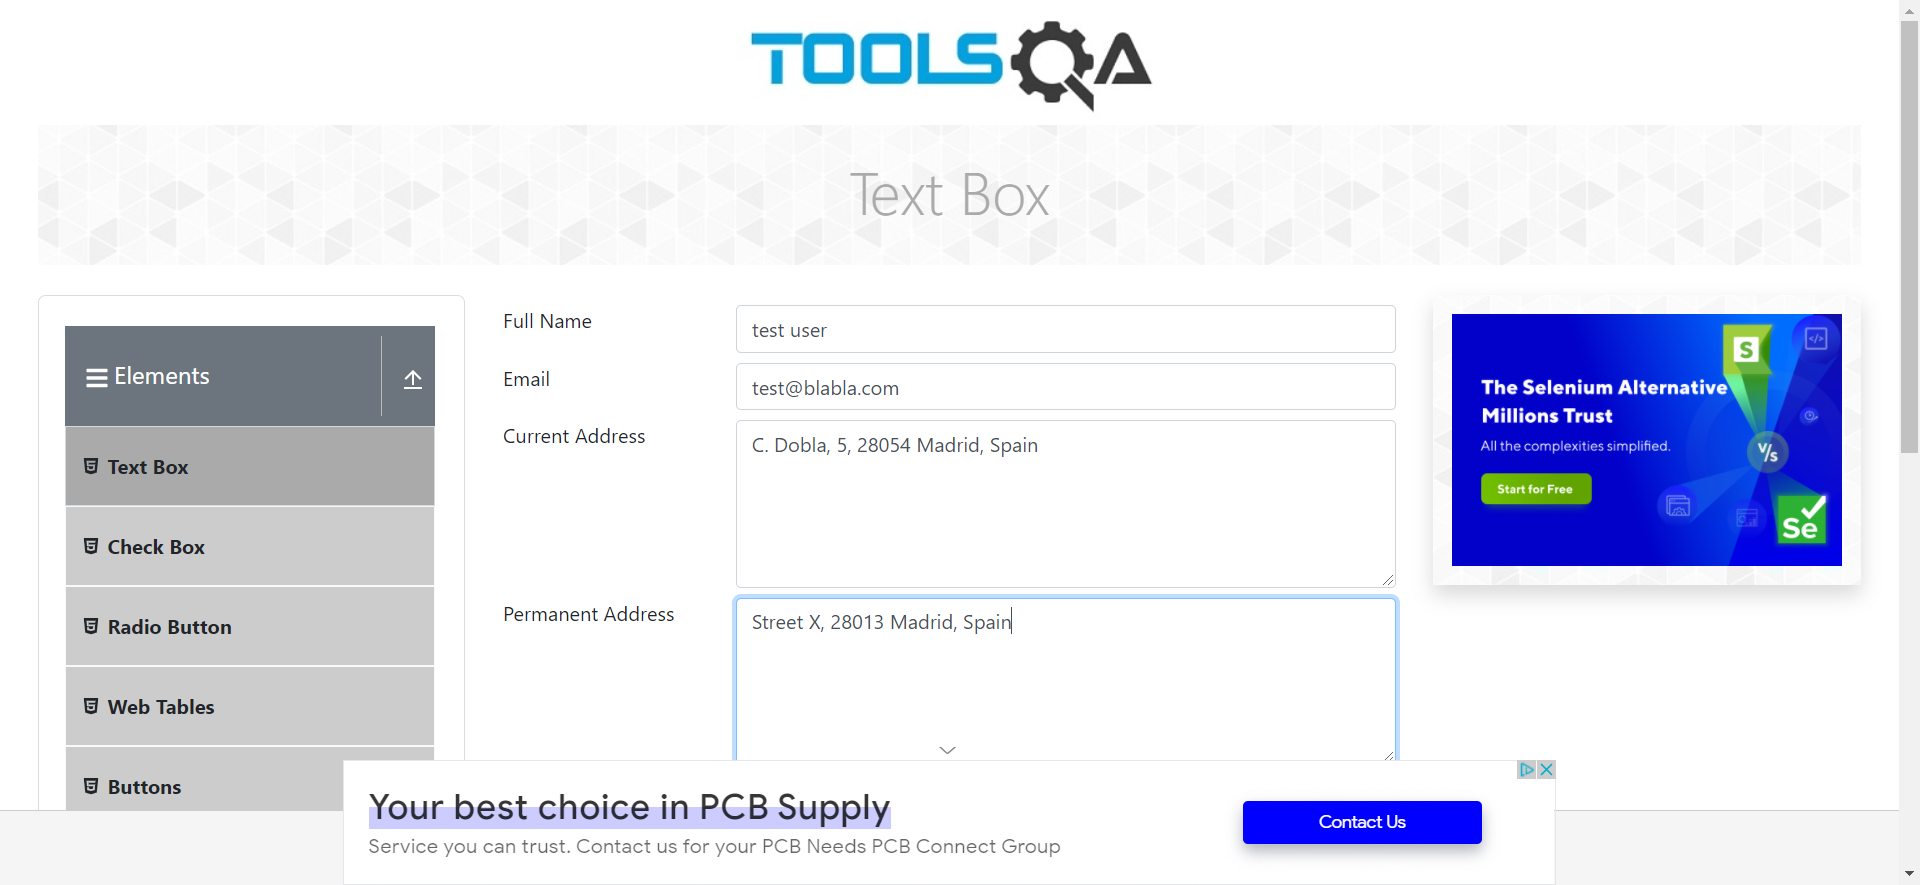 TOOLSQA
Text Box
Elements
Text Box
Check Box
Radio Button
Web Tables
Buttons
Full Name
test user
Email
test@blabla.com
Current Address
C. Dobla, 5, 28054 Madrid, Spain
Permanent Address
Street X, 28013 Madrid, Spain
The Selenium Alternative
Millions Trust
All the complexities simplified.
Start for Free
S
</>
V/s
Se
Your best choice in PCB Supply
Service you can trust. Contact us for your PCB Needs PCB Connect Group
Contact Us